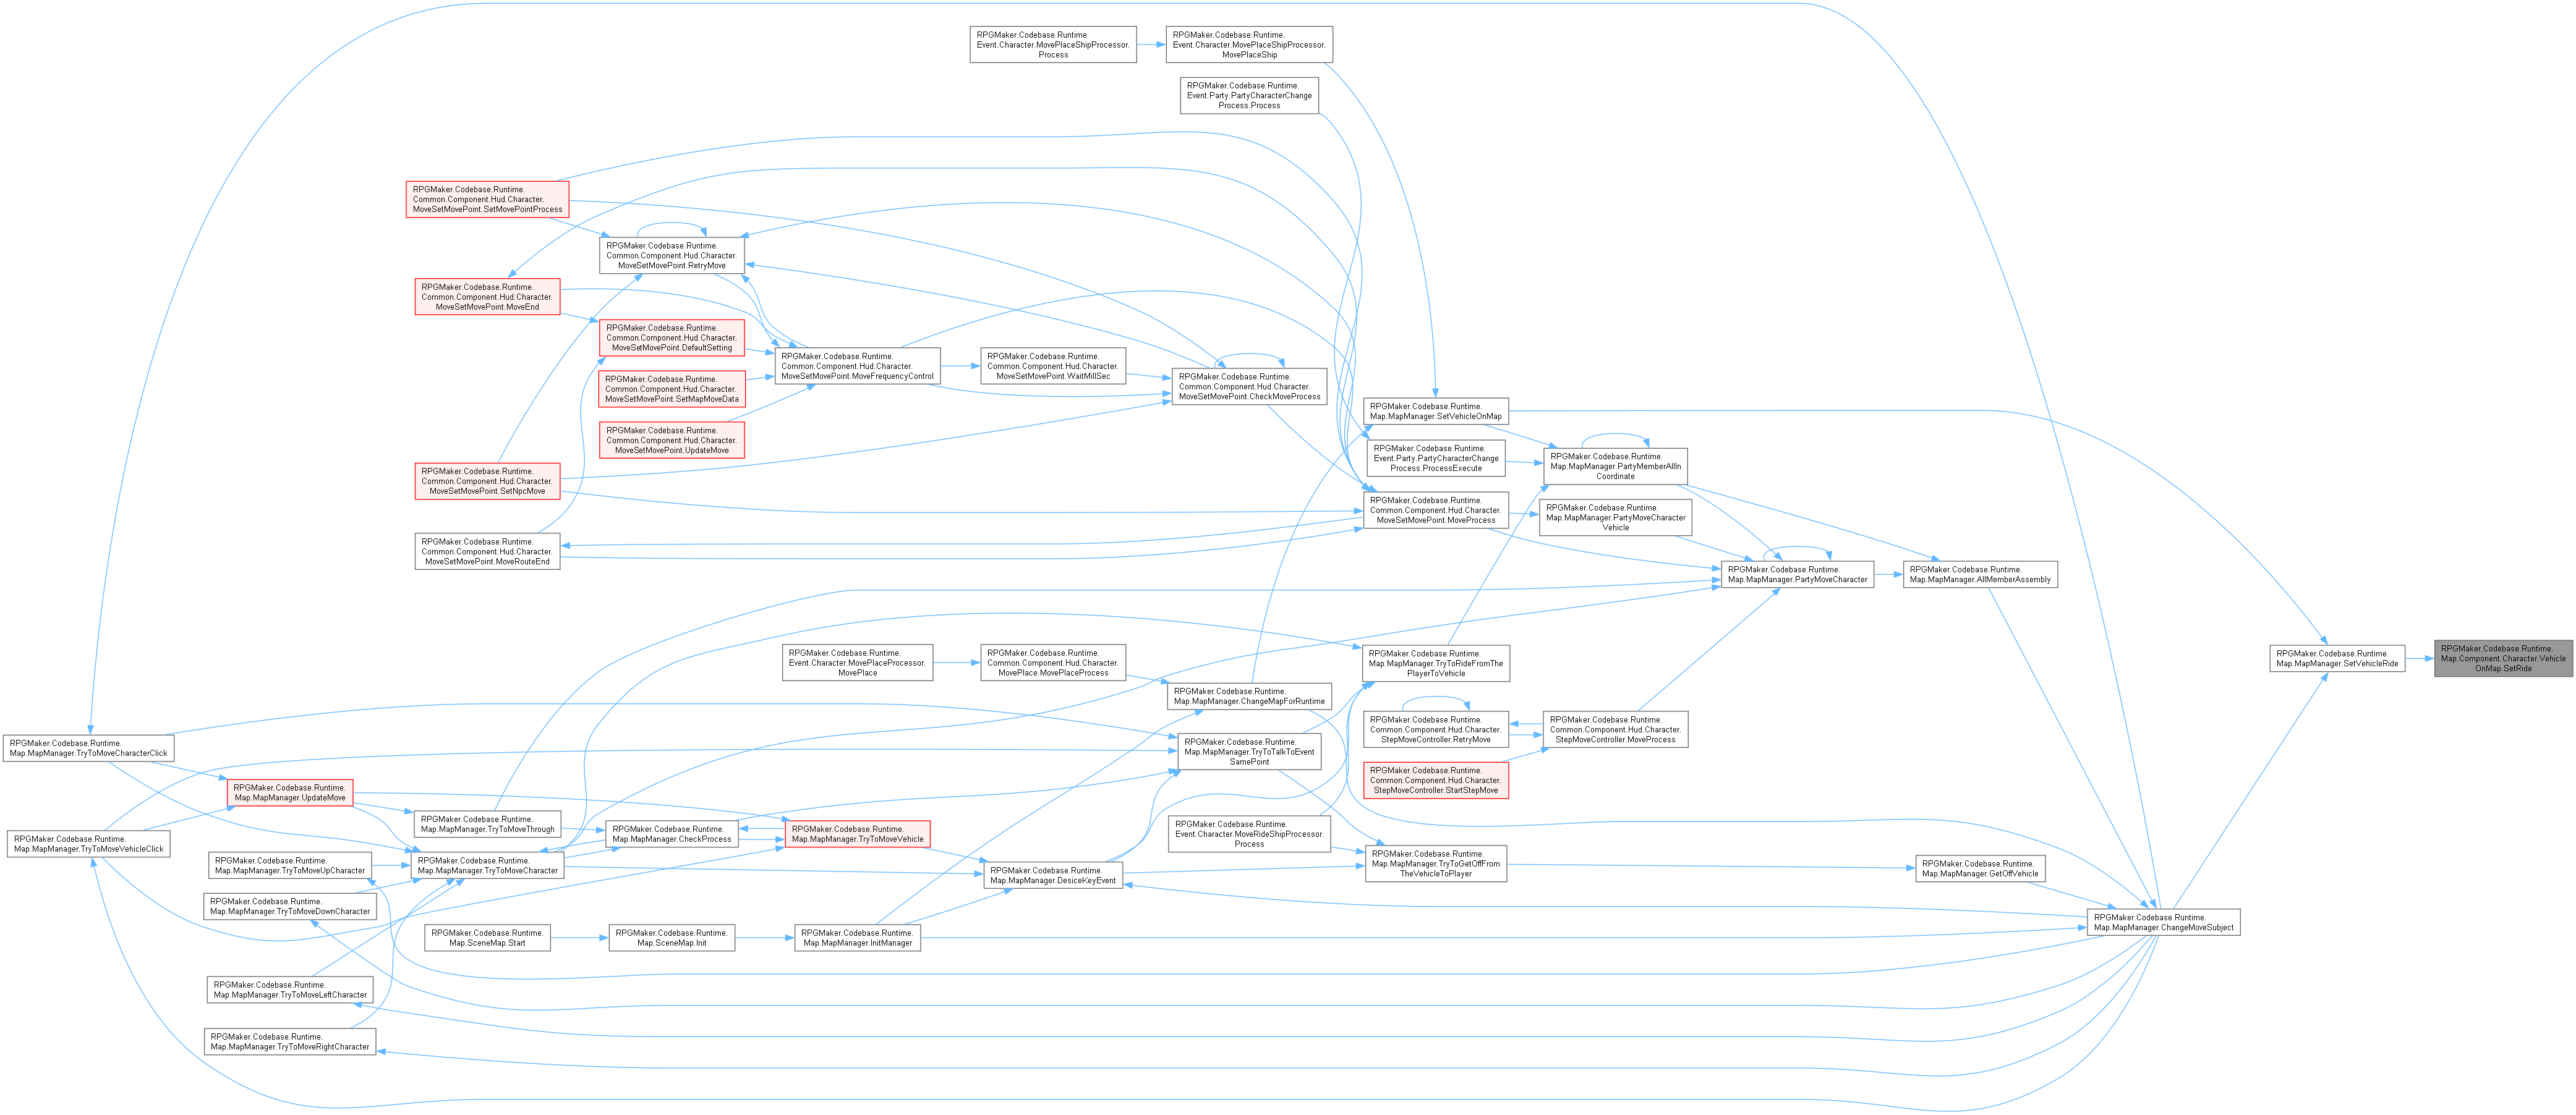 RPGMaker.Codebase.Runtime.
Event.Character.MovePlaceShipProcessor.
Process
RPGMaker.Codebase.Runtime.
Event.Character.MovePlaceShipProcessor.
MovePlaceShip
RPGMaker.Codebase.Runtime.
Event.Party.PartyCharacterChange
Process.Process
RPGMaker.Codebase.Runtime.
Common.Component.Hud.Character.
MoveSetMovePoint.SetMovePointProcess
RPGMaker.Codebase.Runtime.
Common.Component.Hud.Character.
MoveSetMovePoint.RetryMove
RPGMaker.Codebase.Runtime.
Common.Component.Hud.Character.
MoveSetMovePoint.MoveEnd
RPGMaker.Codebase.Runtime.
Common.Component.Hud.Character.
MoveSetMovePoint.DefaultSetting
RPGMaker.Codebase.Runtime.
Common.Component.Hud.Character.
MoveSetMovePoint.MoveFrequencyControl
RPGMaker.Codebase.Runtime.
Common.Component.Hud.Character.
MoveSetMovePoint.WaitMillSec
RPGMaker.Codebase.Runtime.
Common.Component.Hud.Character.
MoveSetMovePoint.CheckMoveProcess
RPGMaker.Codebase.Runtime.
Common.Component.Hud.Character.
MoveSetMovePoint.SetMapMoveData
RPGMaker.Codebase.Runtime.
Map.MapManager.SetVehicleOnMap
RPGMaker.Codebase.Runtime.
Common.Component.Hud.Character.
MoveSetMovePoint.UpdateMove
RPGMaker.Codebase.Runtime.
Event.Party.PartyCharacterChange
Process.ProcessExecute
RPGMaker.Codebase.Runtime.
Map.MapManager.PartyMemberAllIn
Coordinate
RPGMaker.Codebase.Runtime.
Common.Component.Hud.Character.
MoveSetMovePoint.SetNpcMove
RPGMaker.Codebase.Runtime.
Common.Component.Hud.Character.
MoveSetMovePoint.MoveProcess
RPGMaker.Codebase.Runtime.
Map.MapManager.PartyMoveCharacter
Vehicle
RPGMaker.Codebase.Runtime.
Common.Component.Hud.Character.
MoveSetMovePoint.MoveRouteEnd
RPGMaker.Codebase.Runtime.
Map.MapManager.PartyMoveCharacter
RPGMaker.Codebase.Runtime.
Map.MapManager.AllMemberAssembly
RPGMaker.Codebase.Runtime.
Event.Character.MovePlaceProcessor.
MovePlace
RPGMaker.Codebase.Runtime.
Common.Component.Hud.Character.
MovePlace.MovePlaceProcess
RPGMaker.Codebase.Runtime.
Map.MapManager.TryToRideFromThe
PlayerToVehicle
RPGMaker.Codebase.Runtime.
Map.MapManager.SetVehicleRide
RPGMaker.Codebase.Runtime.
Map.Component.Character.Vehicle
OnMap.SetRide
RPGMaker.Codebase.Runtime.
Map.MapManager.ChangeMapForRuntime
RPGMaker.Codebase.Runtime.
Common.Component.Hud.Character.
StepMoveController.RetryMove
RPGMaker.Codebase.Runtime.
Common.Component.Hud.Character.
StepMoveController.MoveProcess
RPGMaker.Codebase.Runtime.
Map.MapManager.TryToMoveCharacterClick
RPGMaker.Codebase.Runtime.
Map.MapManager.TryToTalkToEvent
SamePoint
RPGMaker.Codebase.Runtime.
Common.Component.Hud.Character.
StepMoveController.StartStepMove
RPGMaker.Codebase.Runtime.
Map.MapManager.UpdateMove
RPGMaker.Codebase.Runtime.
Map.MapManager.TryToMoveThrough
RPGMaker.Codebase.Runtime.
Map.MapManager.CheckProcess
RPGMaker.Codebase.Runtime.
Map.MapManager.TryToMoveVehicle
RPGMaker.Codebase.Runtime.
Event.Character.MoveRideShipProcessor.
Process
RPGMaker.Codebase.Runtime.
Map.MapManager.TryToMoveVehicleClick
RPGMaker.Codebase.Runtime.
Map.MapManager.TryToMoveUpCharacter
RPGMaker.Codebase.Runtime.
Map.MapManager.TryToMoveCharacter
RPGMaker.Codebase.Runtime.
Map.MapManager.DesiceKeyEvent
RPGMaker.Codebase.Runtime.
Map.MapManager.TryToGetOffFrom
TheVehicleToPlayer
RPGMaker.Codebase.Runtime.
Map.MapManager.GetOffVehicle
RPGMaker.Codebase.Runtime.
Map.MapManager.TryToMoveDownCharacter
RPGMaker.Codebase.Runtime.
Map.SceneMap.Start
RPGMaker.Codebase.Runtime.
Map.SceneMap.Init
RPGMaker.Codebase.Runtime.
Map.MapManager.InitManager
RPGMaker.Codebase.Runtime.
Map.MapManager.ChangeMoveSubject
RPGMaker.Codebase.Runtime.
Map.MapManager.TryToMoveLeftCharacter
RPGMaker.Codebase.Runtime.
Map.MapManager.TryToMoveRightCharacter